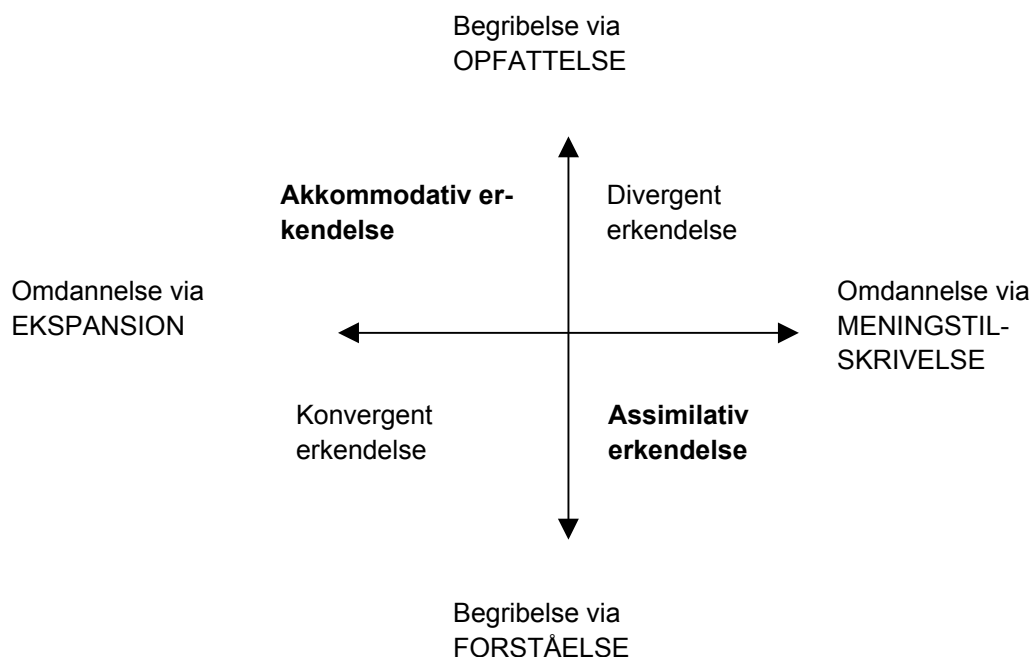 Begribelse via
OPFATTELSE
Akkommodativ er-
kendelse
Divergent
erkendelse
Omdannelse via
EKSPANSION
Omdannelse via
MENINGSTIL-
SKRIVELSE
Konvergent
erkendelse
Assimilativ
erkendelse
Begribelse via
FORSTÅELSE